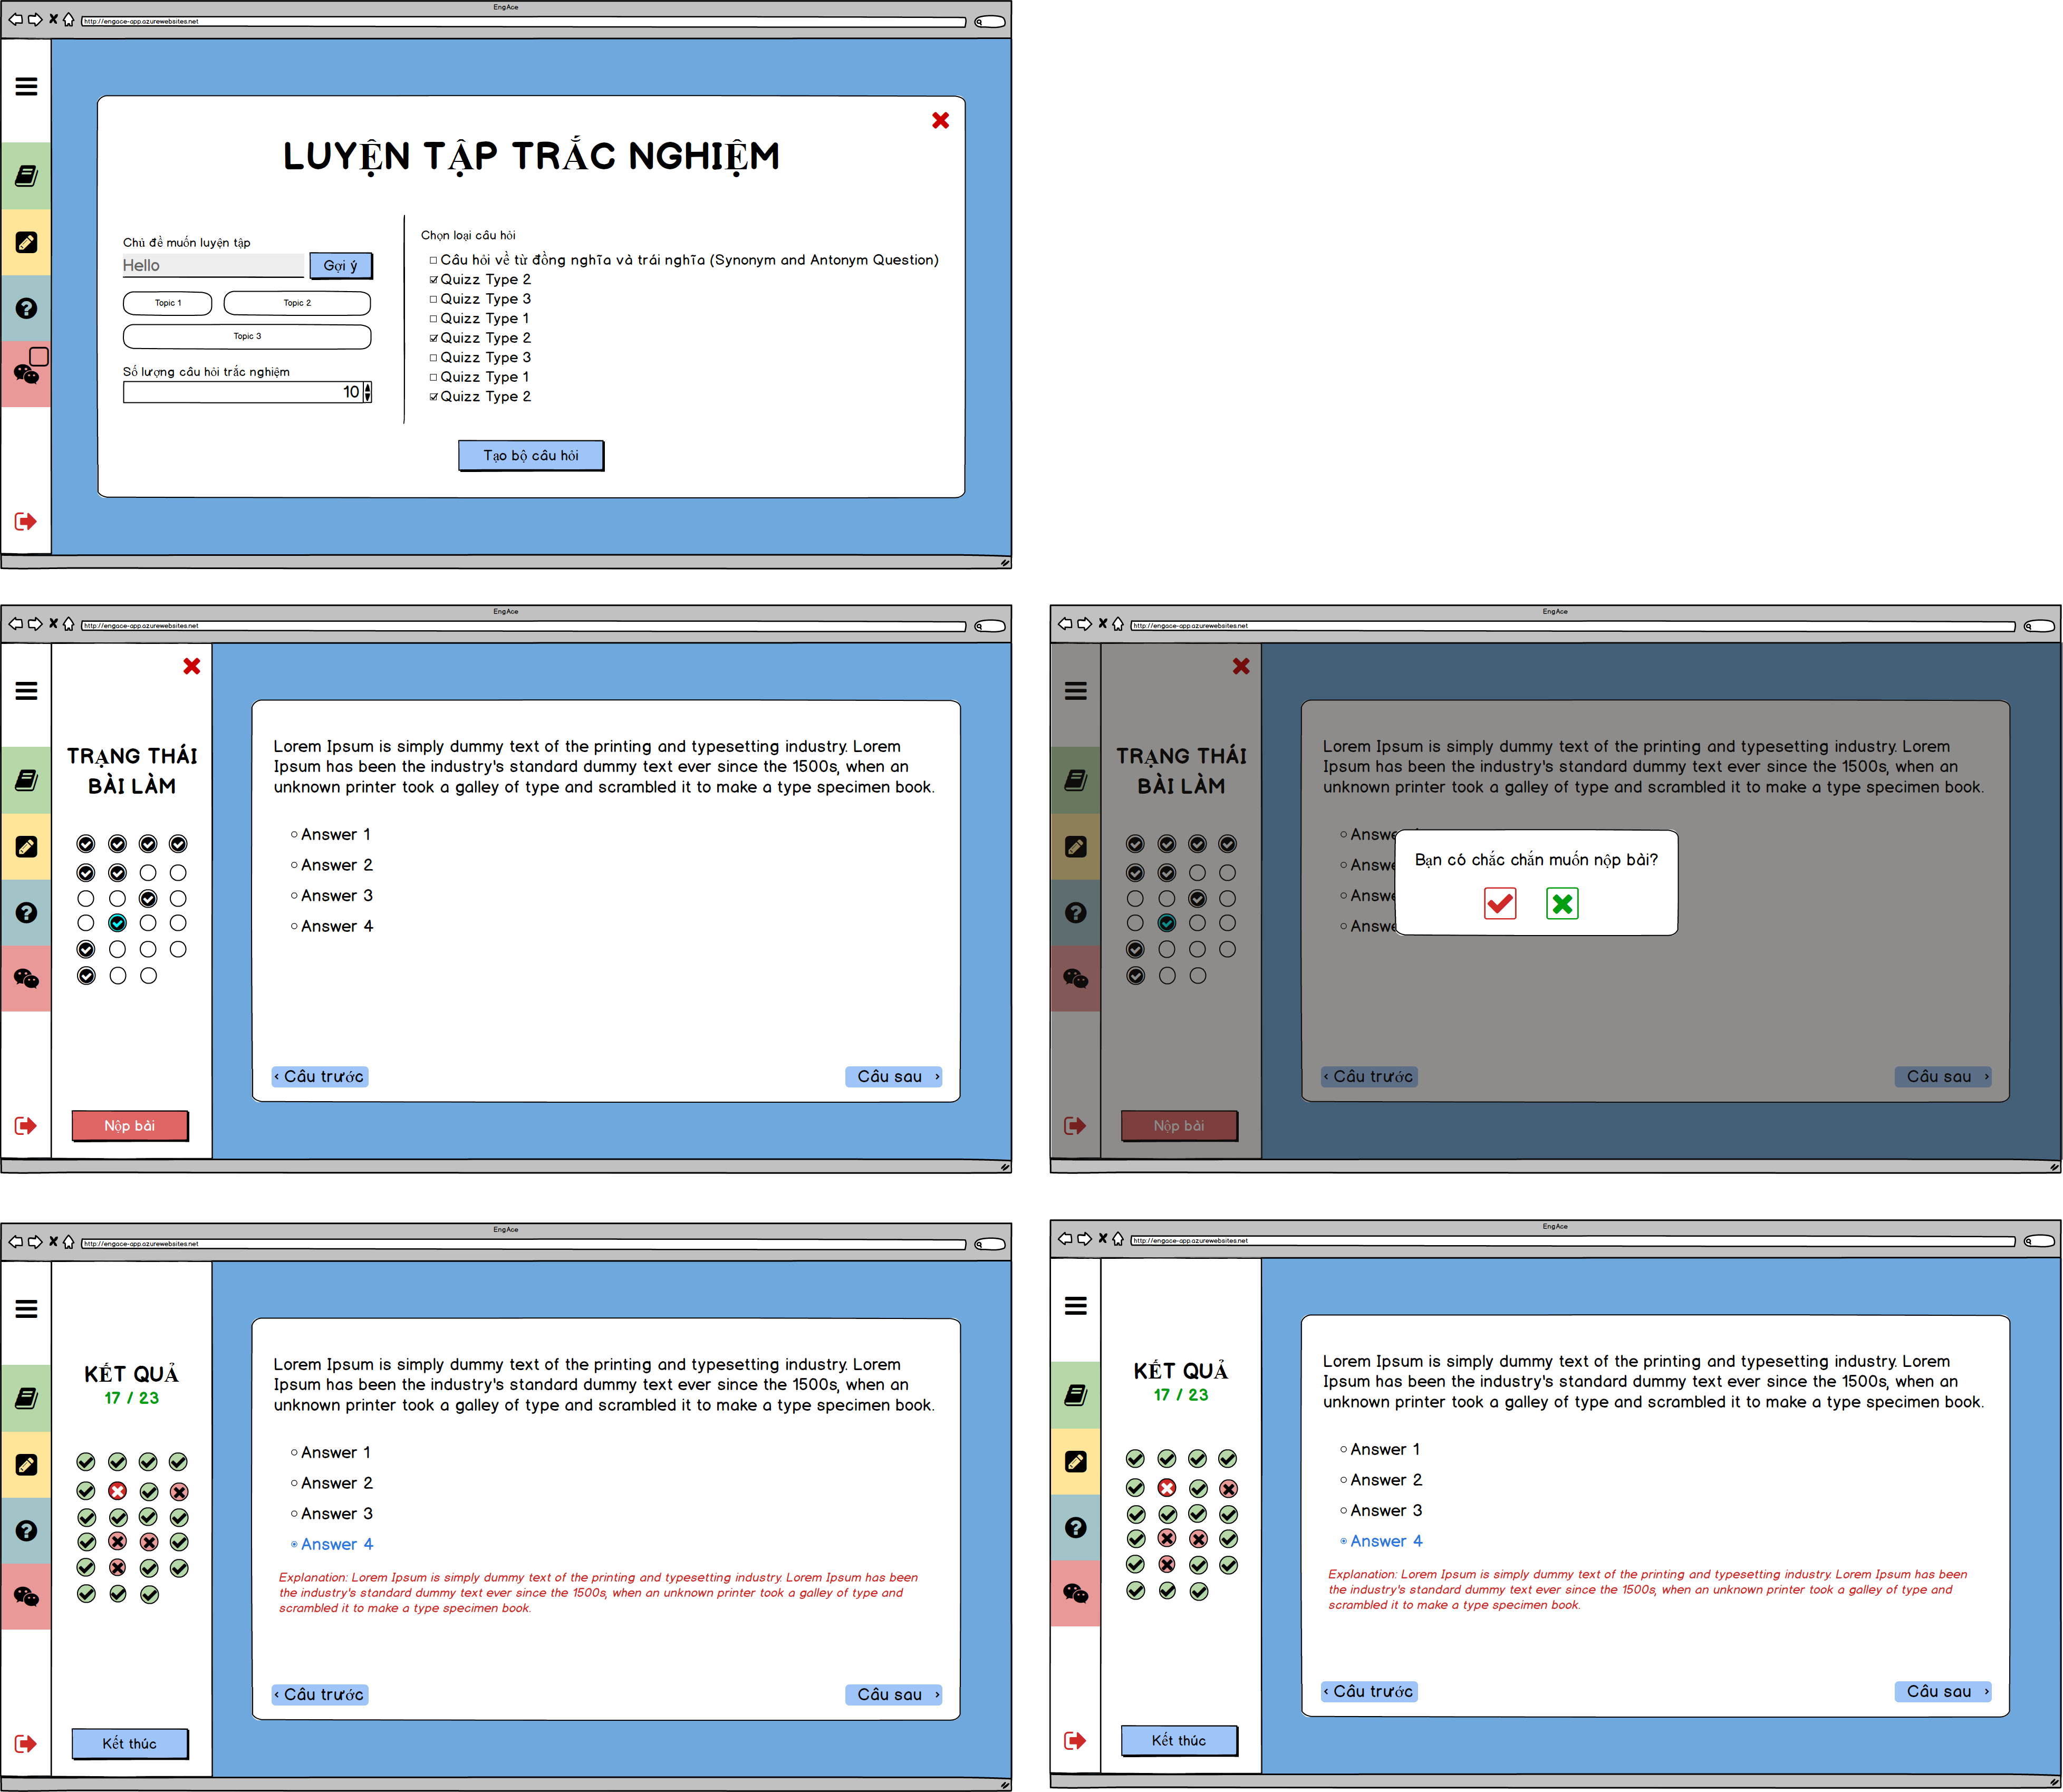 EngAce
http://engace-app.azurewebsites.net
LUYỆN TẬP TRẮC NGHIỆM
Chủ đề muốn luyện tập
Hello
Gợi ý
Topic 1
Topic 2
Topic 3
Số lượng câu hỏi trắc nghiệm
10
Chọn loại câu hỏi
Câu hỏi về từ đồng nghĩa và trái nghĩa (Synonym and Antonym Question)
Quizz Type 2
Quizz Type 3
Quizz Type 1
Quizz Type 2
Quizz Type 3
Quizz Type 1
Quizz Type 2
Tạo bộ câu hỏi
EngAce
http://engace-app.azurewebsites.net
TRẠNG THÁI
BÀI LÀM
Nộp bài
Lorem Ipsum is simply dummy text of the printing and typesetting industry. Lorem
Ipsum has been the industry's standard dummy text ever since the 1500s, when an
unknown printer took a galley of type and scrambled it to make a type specimen book.
Answer 1
Answer 2
Answer 3
Answer 4
‹ Câu trước
Câu sau ›
EngAce
http://engace-app.azurewebsites.net
TRẠNG THÁI
BÀI LÀM
Nộp bài
Lorem Ipsum is simply dummy text of the printing and typesetting industry. Lorem
Ipsum has been the industry's standard dummy text ever since the 1500s, when an
unknown printer took a galley of type and scrambled it to make a type specimen book.
Answe
Answe
Answe
Answe
Bạn có chắc chắn muốn nộp bài?
‹ Câu trước
Câu sau ›
EngAce
http://engace-app.azurewebsites.net
KẾT QUẢ
17 / 23
Kết thúc
Lorem Ipsum is simply dummy text of the printing and typesetting industry. Lorem
Ipsum has been the industry's standard dummy text ever since the 1500s, when an
unknown printer took a galley of type and scrambled it to make a type specimen book.
Answer 1
Answer 2
Answer 3
Answer 4
Explanation: Lorem Ipsum is simply dummy text of the printing and typesetting industry. Lorem Ipsum has been
the industry's standard dummy text ever since the 1500s, when an unknown printer took a galley of type and
scrambled it to make a type specimen book.
‹ Câu trước
Câu sau ›
EngAce
http://engace-app.azurewebsites.net
KẾT QUẢ
17 / 23
Kết thúc
Lorem Ipsum is simply dummy text of the printing and typesetting industry. Lorem
Ipsum has been the industry's standard dummy text ever since the 1500s, when an
unknown printer took a galley of type and scrambled it to make a type specimen book.
Answer 1
Answer 2
Answer 3
Answer 4
Explanation: Lorem Ipsum is simply dummy text of the printing and typesetting industry. Lorem Ipsum has been
the industry's standard dummy text ever since the 1500s, when an unknown printer took a galley of type and
scrambled it to make a type specimen book.
‹ Câu trước
Câu sau ›